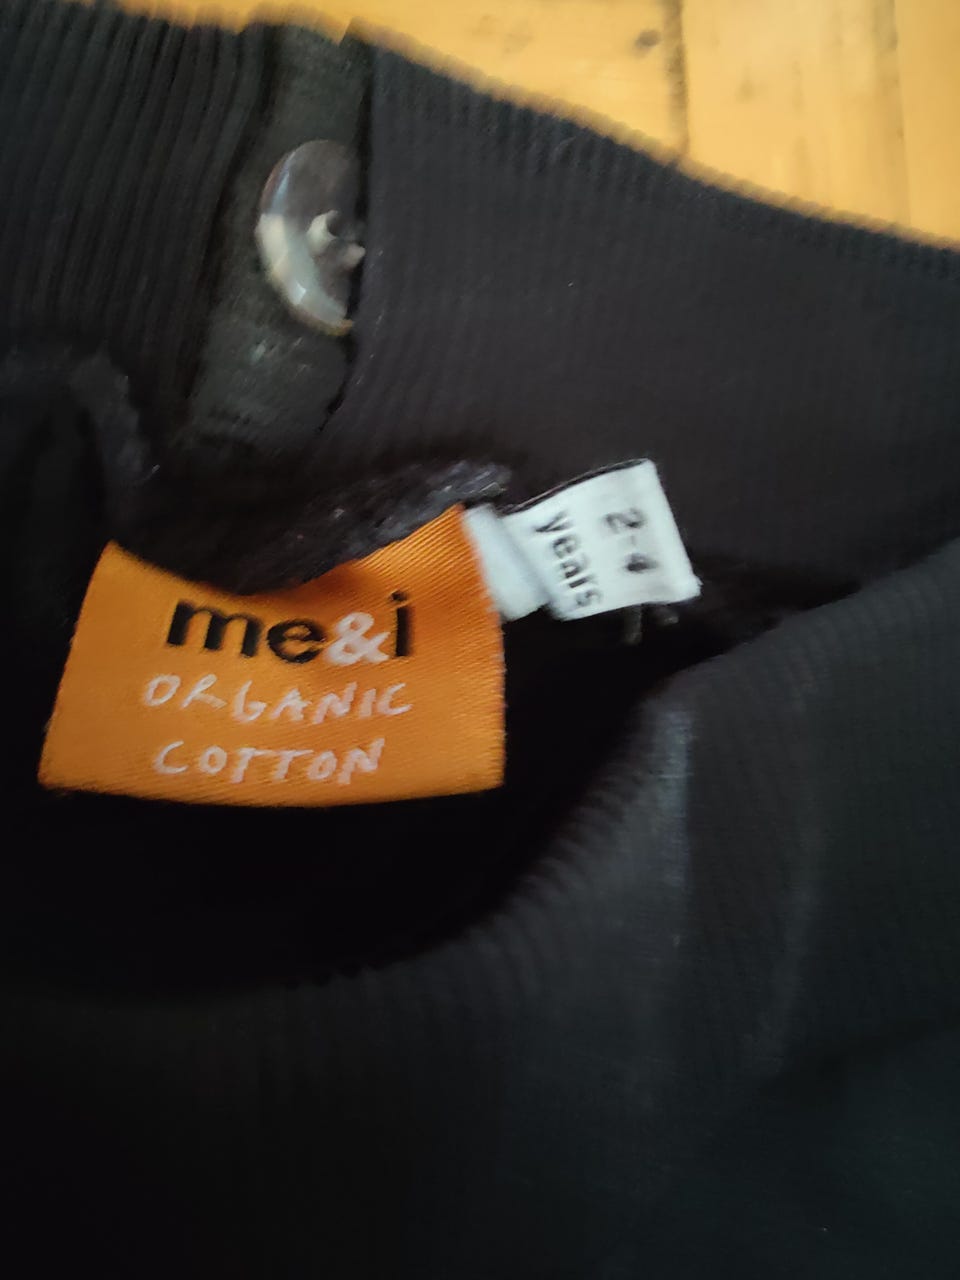 me&i
ORGANIC
COTTON
2-4
years